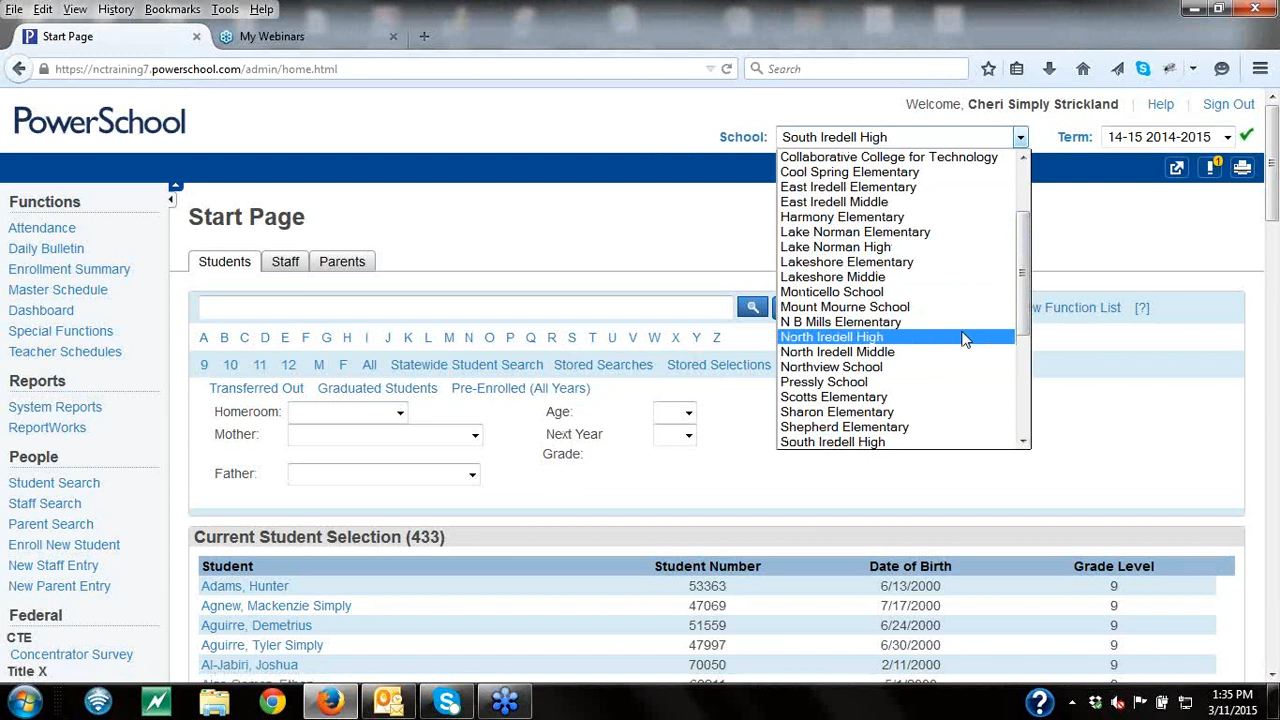 File Edit View History Bookmarks Tools Help
Start Page
My Webinars
https://nctraining7.powerschool.com/admin/home.html
Search
Welcome, Cheri Simply Strickland
Help
Sign Out
PowerSchool
School: South Iredell High
Term: 14-15 2014-2015
Collaborative College for Technology
Cool Spring Elementary
East Iredell Elementary
East Iredell Middle
Harmony Elementary
Lake Norman Elementary
Lake Norman High
Lakeshore Elementary
Lakeshore Middle
Monticello School
Mount Mourne School
N B Mills Elementary
North Iredell High
North Iredell Middle
Northview School
Pressly School
Scotts Elementary
Sharon Elementary
Shepherd Elementary
South Iredell High
Functions
Attendance
Daily Bulletin
Enrollment Summary
Master Schedule
Dashboard
Special Functions
Teacher Schedules
Reports
System Reports
ReportWorks
People
Student Search
Staff Search
Parent Search
Enroll New Student
New Staff Entry
New Parent Entry
Federal
CTE
Concentrator Survey
Title X
Start Page
Students Staff Parents
ew Function List [?]
A B C D E F G H I J K L M N O P Q R S T U V W X Y Z
9 10 11 12 M F All Statewide Student Search Stored Searches Stored Selections
Transferred Out Graduated Students Pre-Enrolled (All Years)
Homeroom: Age:
Mother: Next Year
Grade:
Father:
Current Student Selection (433)
Student Student Number Date of Birth Grade Level
Adams, Hunter 53363 6/13/2000 9
Agnew, Mackenzie Simply 47069 7/17/2000 9
Aguirre, Demetrius 51559 6/24/2000 9
Aguirre, Tyler Simply 47997 6/30/2000 9
Al-Jabiri, Joshua 70050 2/11/2000 9
1:35 PM
3/11/2015